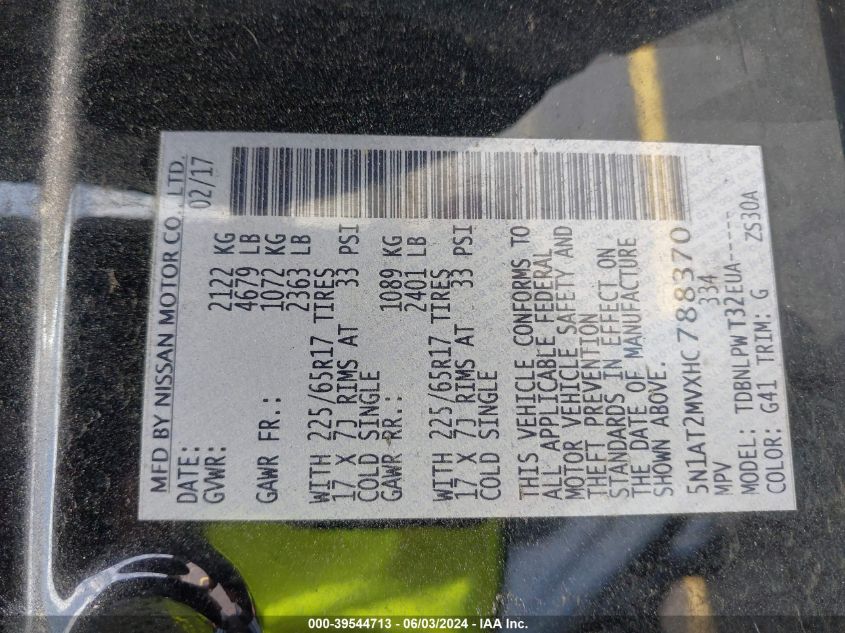 MFD BY NISSAN MOTOR CO., LTD.
DATE: 02/17
GVWR: 2122 KG
4679 LB
GAWR FR.: 1072 KG
2363 LB
WITH 225/65R17 TIRES
17 X 7J RIMS AT 33 PSI
COLD SINGLE
GAWR RR.: 1089 KG
2401 LB
WITH 225/65R17 TIRES
17 X 7J RIMS AT 33 PSI
COLD SINGLE
THIS VEHICLE CONFORMS TO
ALL APPLICABLE FEDERAL
MOTOR VEHICLE SAFETY AND
THEFT PREVENTION
STANDARDS IN EFFECT ON
THE DATE OF MANUFACTURE
SHOWN ABOVE.
5N1AT2MVXHC788370
MPV 334
MODEL: TDBNLPWT32EUA-----
COLOR: G41 TRIM: G ZS30A
000-39544713 - 06/03/2024 - IAA Inc.